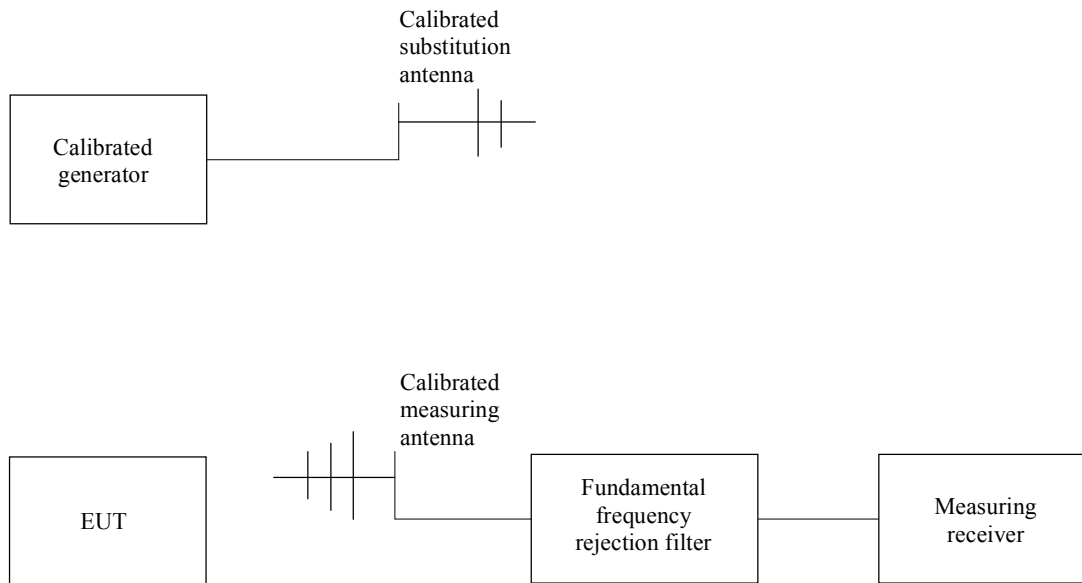 Calibrated
substitution
antenna
Calibrated
generator
Calibrated
measuring
antenna
EUT
Fundamental
frequency
rejection filter
Measuring
receiver